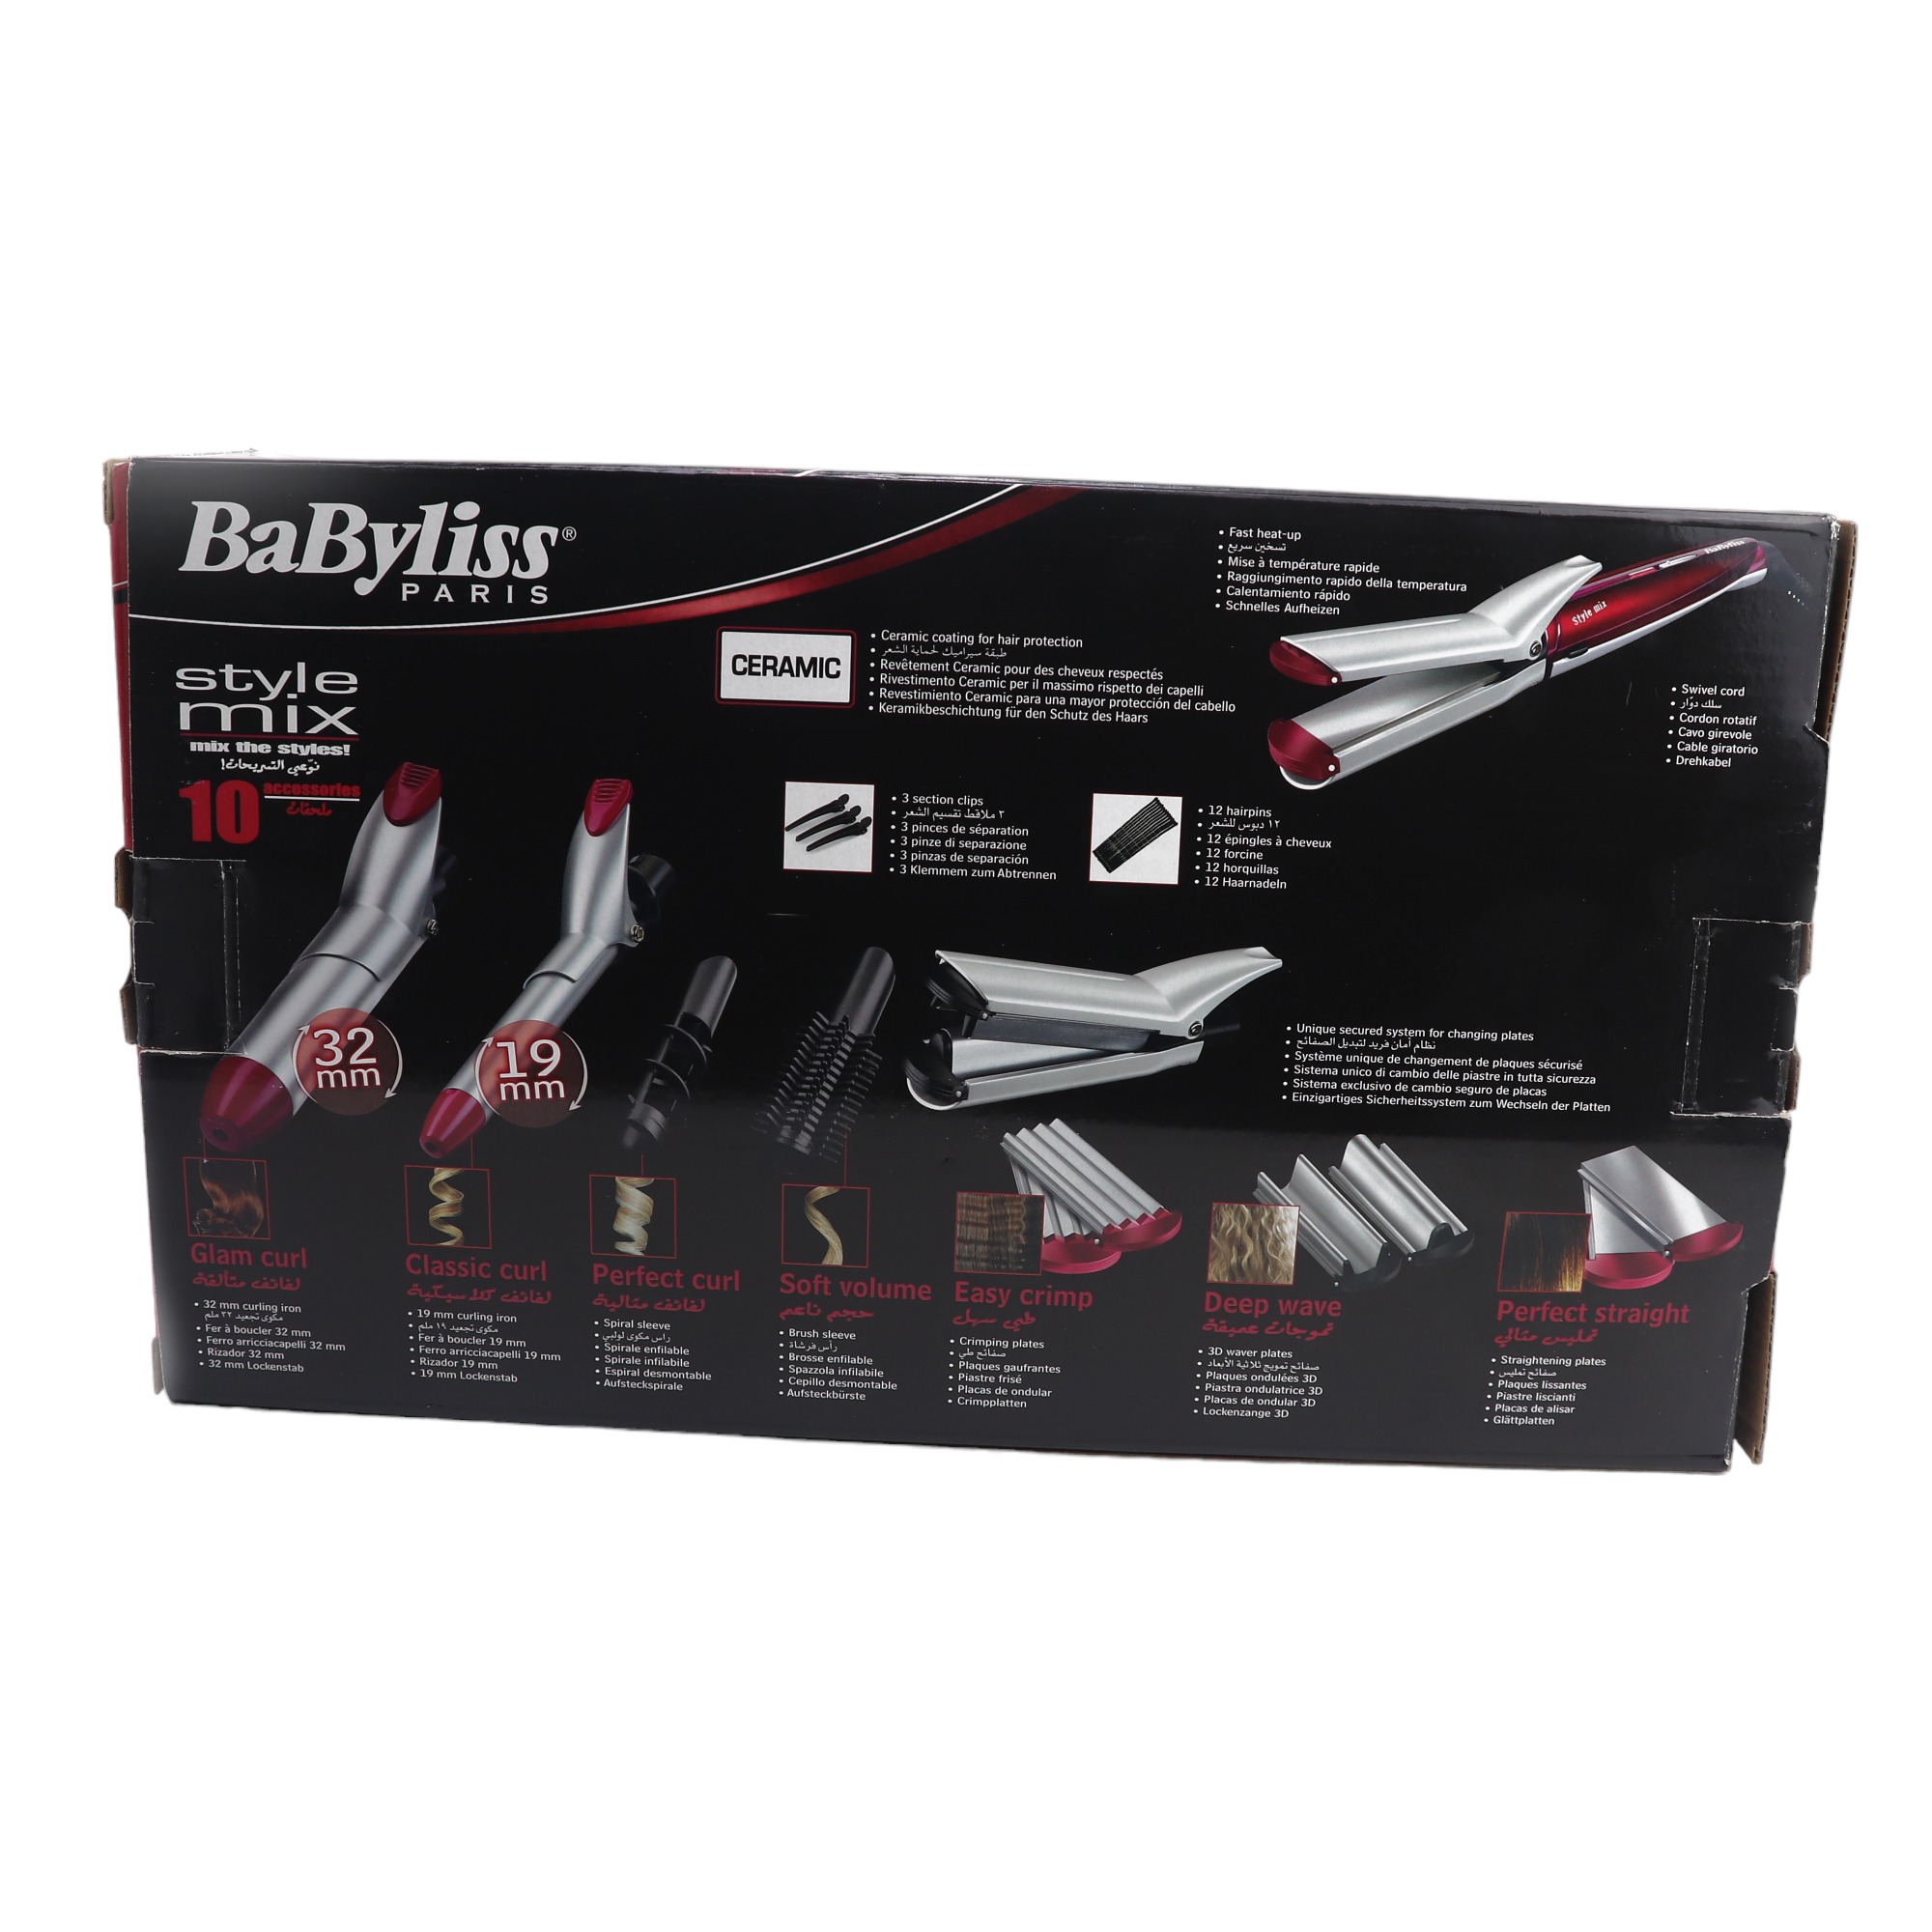 BaByliss®
PARIS
style
mix
mix the styles!
نوّعي التسريحات!
10 accessories
ملحقات
• Fast heat-up
• تسخين سريع
• Mise à température rapide
• Raggiungimento rapido della temperatura
• Calentamiento rápido
• Schnelles Aufheizen
CERAMIC
• Ceramic coating for hair protection
• طبقة سيراميك لحماية الشعر
• Revêtement Ceramic pour des cheveux respectés
• Rivestimento Ceramic per il massimo rispetto dei capelli
• Revestimiento Ceramic para una mayor protección del cabello
• Keramikbeschichtung für den Schutz des Haars
BaByliss
Style mix
• Swivel cord
• سلك دوّار
• Cordon rotatif
• Cavo girevole
• Cable giratorio
• Drehkabel
• 3 section clips
• ٣ ملاقط تقسيم الشعر
• 3 pinces de séparation
• 3 pinze di separazione
• 3 pinzas de separación
• 3 Klemmem zum Abtrennen
• 12 hairpins
• ١٢ دبوس للشعر
• 12 épingles à cheveux
• 12 forcine
• 12 horquillas
• 12 Haarnadeln
32
mm
19
mm
• Unique secured system for changing plates
• نظام أمان فريد لتبديل الصفائح
• Système unique de changement de plaques sécurisé
• Sistema unico di cambio delle piastre in tutta sicurezza
• Sistema exclusivo de cambio seguro de placas
• Einzigartiges Sicherheitssystem zum Wechseln der Platten
Glam curl
لفائف متألقة
• 32 mm curling iron
مكوى تجعيد ٣٢ ملم
• Fer à boucler 32 mm
• Ferro arricciacapelli 32 mm
• Rizador 32 mm
• 32 mm Lockenstab
Classic curl
لفائف كلاسيكية
• 19 mm curling iron
• مكوى تجعيد ١٩ ملم
• Fer à boucler 19 mm
• Ferro arricciacapelli 19 mm
• Rizador 19 mm
• 19 mm Lockenstab
Perfect curl
لفائف مثالية
• Spiral sleeve
• راس مكوى لولبي
• Spirale enfilable
• Spirale infilabile
• Espiral desmontable
• Aufsteckspirale
Soft volume
حجم ناعم
• Brush sleeve
• رأس فرشاة
• Brosse enfilable
• Spazzola infilabile
• Cepillo desmontable
• Aufsteckbürste
Easy crimp
طي سهل
• Crimping plates
• صفائح طي
• Plaques gaufrantes
• Piastre frisé
• Placas de ondular
• Crimpplatten
Deep wave
تموجات عميقة
• 3D waver plates
• صفائح تمويج ثلاثية الأبعاد
• Plaques ondulées 3D
• Piastra ondulatrice 3D
• Placas de ondular 3D
• Lockenzange 3D
Perfect straight
تمليس مثالي
• Straightening plates
• صفائح تمليس
• Plaques lissantes
• Piastre liscianti
• Placas de alisar
• Glättplatten